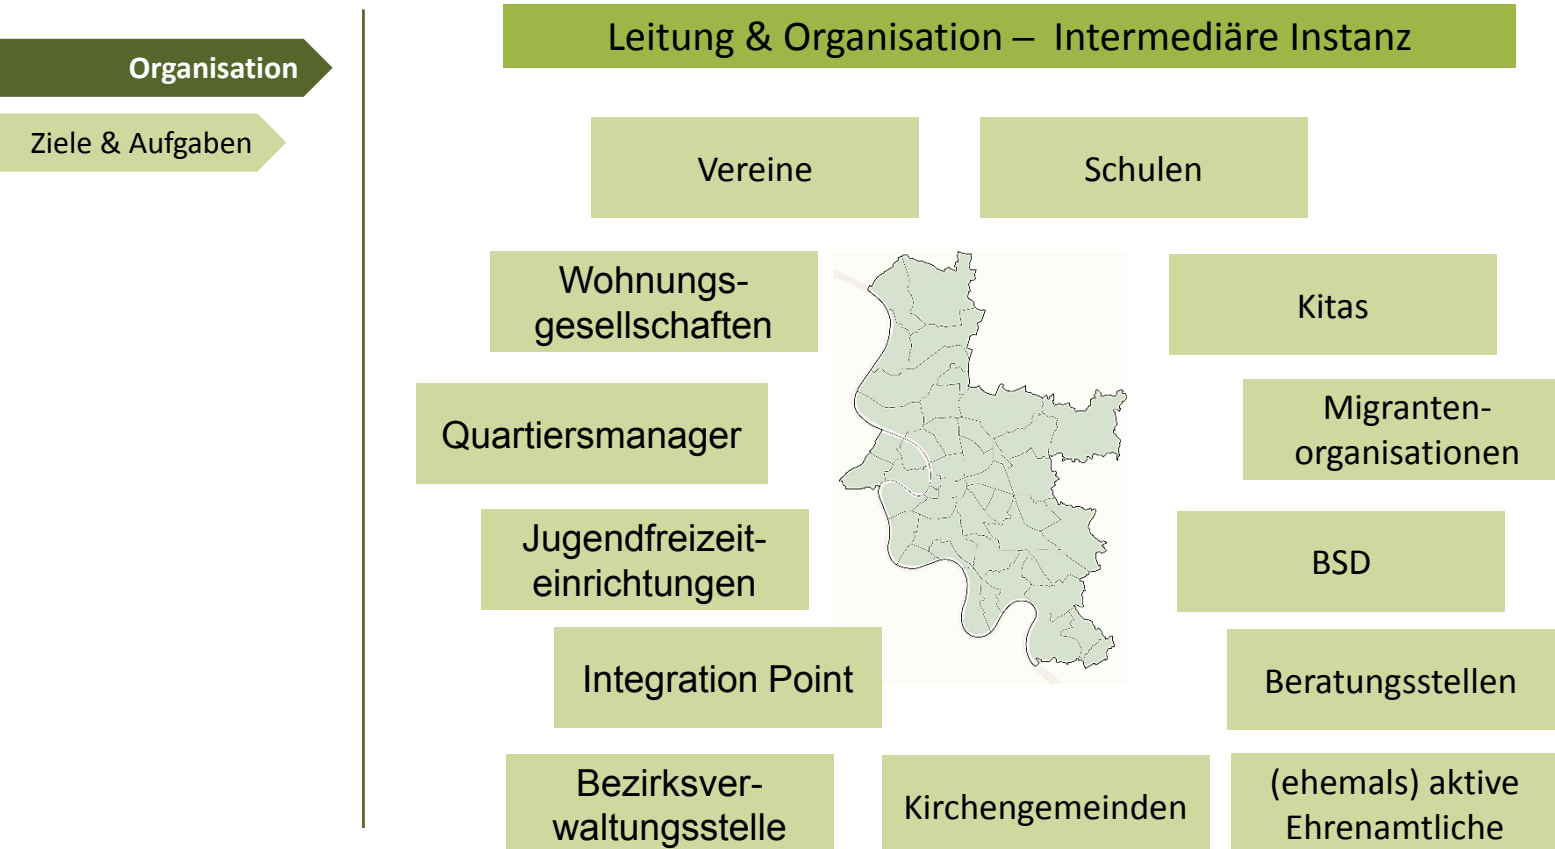 Organisation
Ziele & Aufgaben
Leitung & Organisation – Intermediäre Instanz
Vereine
Schulen
Wohnungs-
gesellschaften
Kitas
Quartiersmanager
Migranten-
organisationen
Jugendfreizeit-
einrichtungen
BSD
Integration Point
Beratungsstellen
Bezirksver-
waltungsstelle
Kirchengemeinden
(ehemals) aktive
Ehrenamtliche